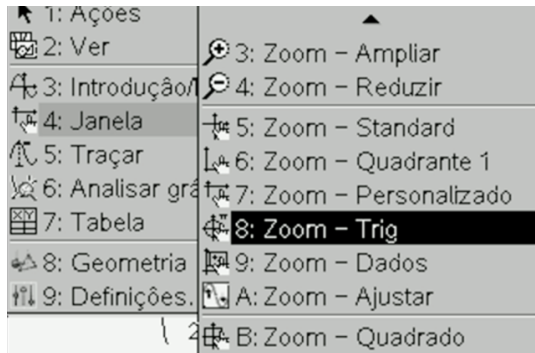 1: Ações
2: Ver
3: Introdução/
4: Janela
5: Traçar
6: Analisar grá
7: Tabela
8: Geometria
9: Definições.
2
3: Zoom – Ampliar
4: Zoom – Reduzir
5: Zoom – Standard
6: Zoom – Quadrante 1
7: Zoom – Personalizado
8: Zoom – Trig
9: Zoom – Dados
A: Zoom – Ajustar
B: Zoom – Quadrado